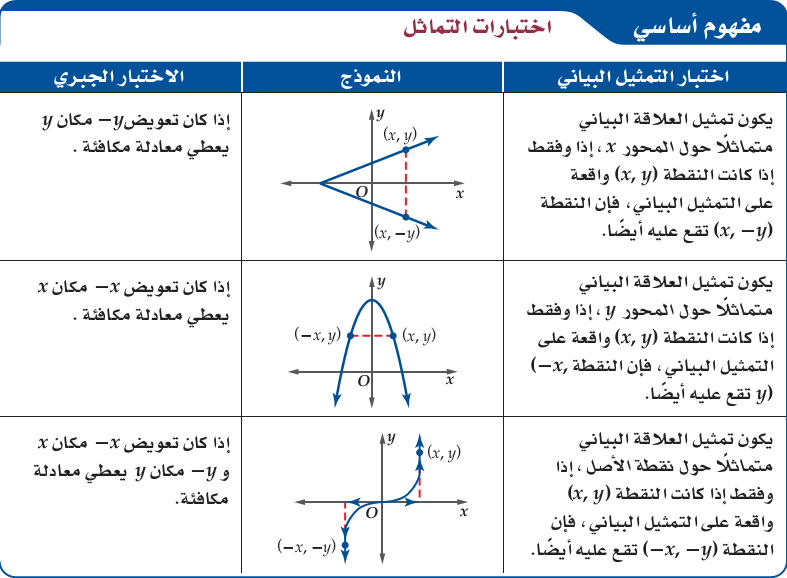 مفهوم أساسي
اختبارات التماثل
اختبار التمثيل البياني
النموذج
الاختبار الجبري
يكون تمثيل العلاقة البياني
متماثلًا حول المحور x ، إذا وفقط
إذا كانت النقطة (x, y) واقعة
على التمثيل البياني، فإن النقطة
(x, −y) تقع عليه أيضًا.
y
(x, y)
O
x
(x, −y)
إذا كان تعويض −y مكان y
يعطي معادلة مكافئة .
يكون تمثيل العلاقة البياني
متماثلًا حول المحور y ، إذا وفقط
إذا كانت النقطة (x, y) واقعة على
التمثيل البياني، فإن النقطة (−x,
y) تقع عليه أيضًا.
y
(−x, y)
(x, y)
O
x
إذا كان تعويض −x مكان x
يعطي معادلة مكافئة .
يكون تمثيل العلاقة البياني
متماثلًا حول نقطة الأصل ، إذا
وفقط إذا كانت النقطة (x, y)
واقعة على التمثيل البياني، فإن
النقطة (−x, −y) تقع عليه أيضًا.
y
(x, y)
O
x
(−x, −y)
إذا كان تعويض −x مكان x
و −y مكان y يعطي معادلة
مكافئة.